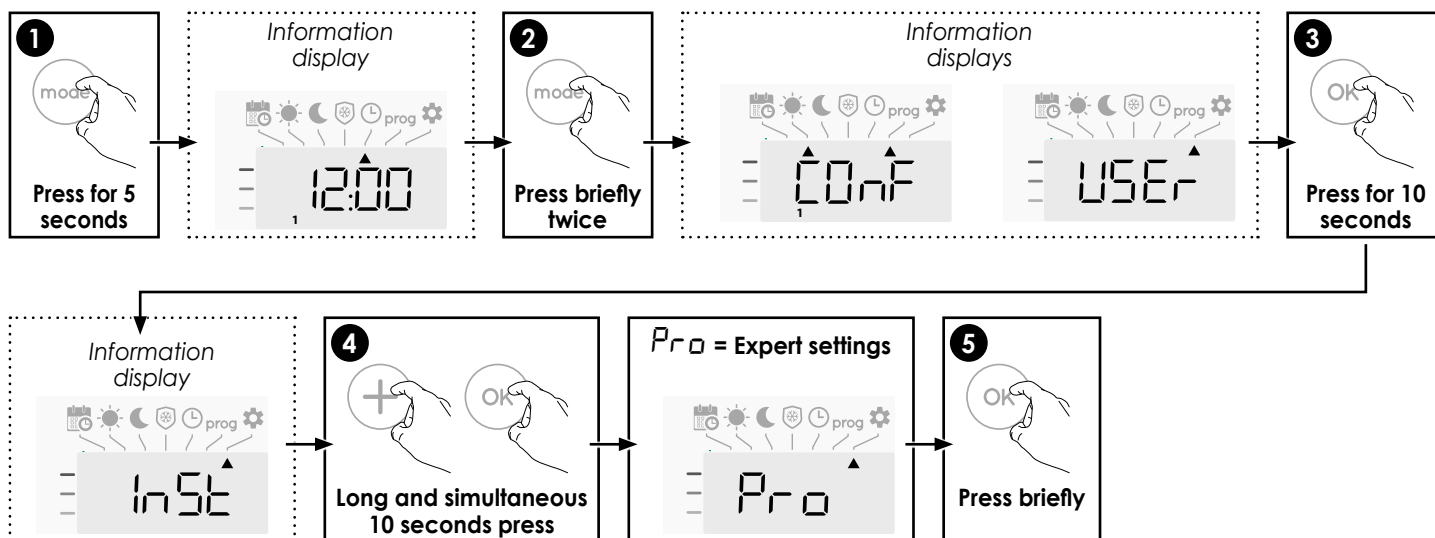 1
mode
Press for 5
seconds
Information
display
prog
12:00
1
2
mode
Press briefly
twice
Information
displays
prog
COnF
1
prog
USEr
3
OK
Press for 10
seconds
Information
display
prog
InSt
4
+
OK
Long and simultaneous
10 seconds press
Pro = Expert settings
prog
Pro
5
OK
Press briefly